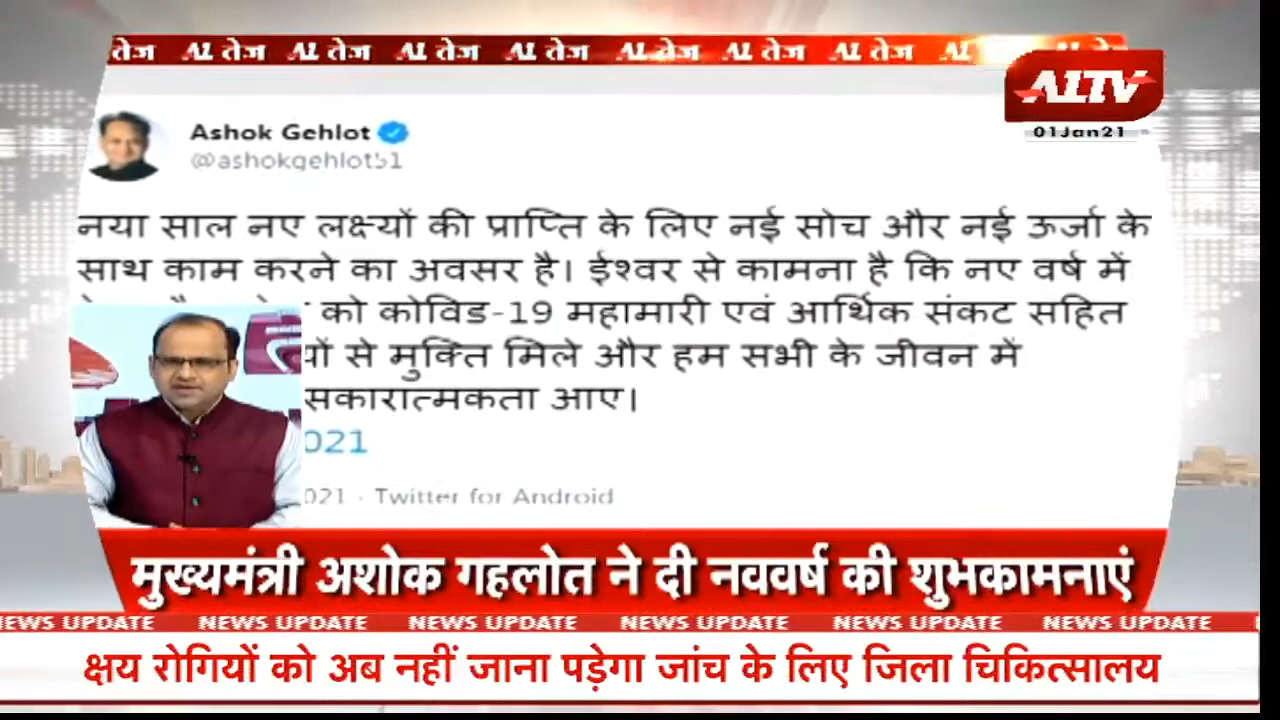 तेज AL तेज AL तेज AL तेज AL तेज AL तेज AL तेज AL तेज AL तेज
ALTV
01Jan21
Ashok Gehlot
@ashokgehlot51
नया साल नए लक्ष्यों की प्राप्ति के लिए नई सोच और नई ऊर्जा के
साथ काम करने का अवसर है। ईश्वर से कामना है कि नए वर्ष में
को कोविड-19 महामारी एवं आर्थिक संकट सहित
से मुक्ति मिले और हम सभी के जीवन में
सकारात्मकता आए।
021
021 · Twitter for Android
मुख्यमंत्री अशोक गहलोत ने दी नववर्ष की शुभकामनाएं
NEWS UPDATE NEWS UPDATE NEWS UPDATE NEWS UPDATE NEWS UPDATE NEWS UPDATE
क्षय रोगियों को अब नहीं जाना पड़ेगा जांच के लिए जिला चिकित्सालय